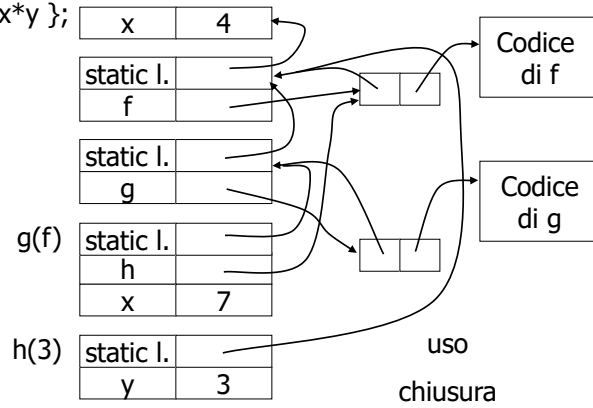 x*y };
x 4
static l.
f
static l.
g
g(f) static l.
h
x 7
h(3) static l.
y 3
Codice
di f
Codice
di g
uso
chiusura